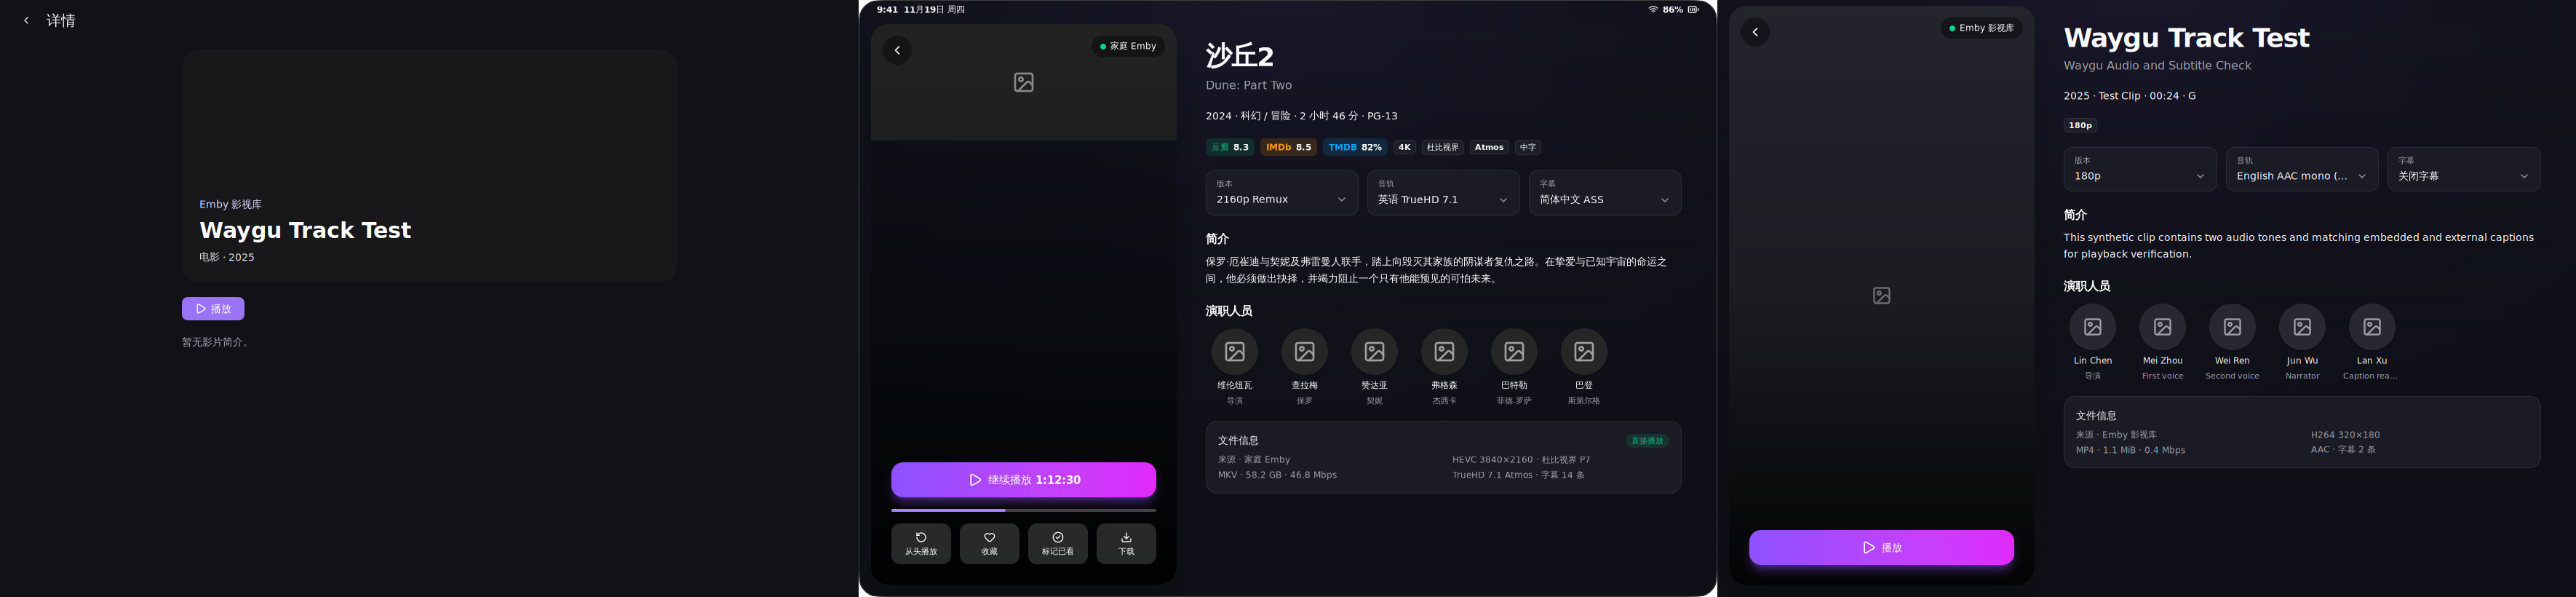 详情
Emby 影视库
Waygu Track Test
电影 · 2025
播放
暂无影片简介。
9:41 11月19日 周四
86%
家庭 Emby
继续播放 1:12:30
从头播放
收藏
标记已看
下载
沙丘2
Dune: Part Two
2024 · 科幻 / 冒险 · 2 小时 46 分 · PG-13
豆瓣 8.3 IMDb 8.5 TMDB 82% 4K 杜比视界 Atmos 中字
版本
2160p Remux
音轨
英语 TrueHD 7.1
字幕
简体中文 ASS
简介
保罗·厄崔迪与契妮及弗雷曼人联手，踏上向毁灭其家族的阴谋者复仇之路。在挚爱与已知宇宙的命运之
间，他必须做出抉择，并竭力阻止一个只有他能预见的可怕未来。
演职人员
维伦纽瓦
导演
查拉梅
保罗
赞达亚
契妮
弗格森
杰西卡
巴特勒
菲德·罗萨
巴登
斯第尔格
文件信息
直接播放
来源 · 家庭 Emby
HEVC 3840×2160 · 杜比视界 P7
MKV · 58.2 GB · 46.8 Mbps
TrueHD 7.1 Atmos · 字幕 14 条
Emby 影视库
播放
Waygu Track Test
Waygu Audio and Subtitle Check
2025 · Test Clip · 00:24 · G
180p
版本
180p
音轨
English AAC mono (...
字幕
关闭字幕
简介
This synthetic clip contains two audio tones and matching embedded and external captions
for playback verification.
演职人员
Lin Chen
导演
Mei Zhou
First voice
Wei Ren
Second voice
Jun Wu
Narrator
Lan Xu
Caption rea...
文件信息
来源 · Emby 影视库
H264 320×180
MP4 · 1.1 MiB · 0.4 Mbps
AAC · 字幕 2 条